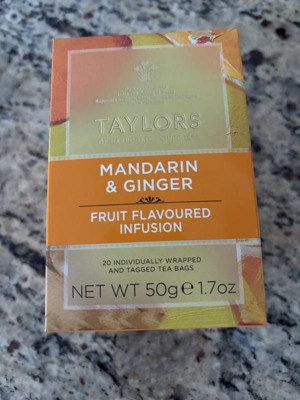 TAYLORS
MANDARIN
& GINGER
FRUIT FLAVOURED
INFUSION
20 INDIVIDUALLY WRAPPED
AND TAGGED TEA BAGS
NET WT 50g℮1.7oz